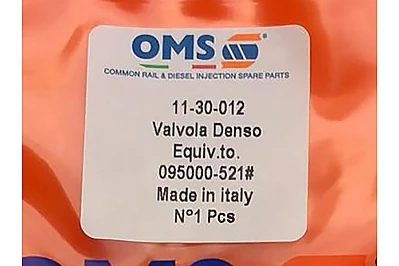 OMS
COMMON RAIL & DIESEL INJECTION SPARE PARTS
11-30-012
Valvola Denso
Equiv.to.
095000-521#
Made in italy
N°1 Pcs
OMS